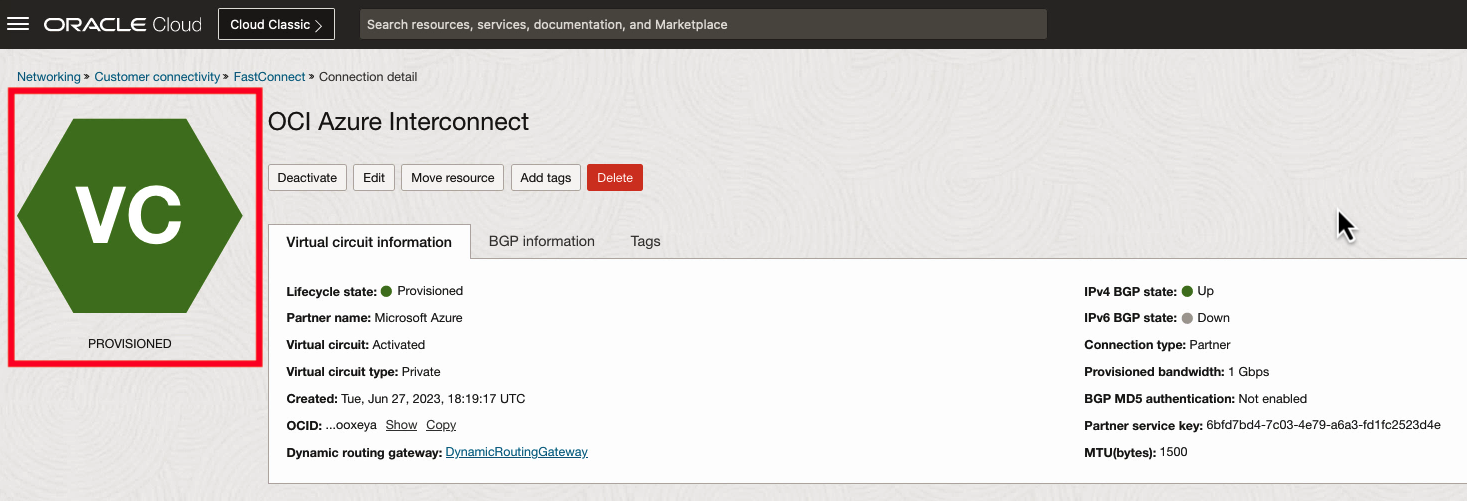 ORACLE Cloud
Cloud Classic >
Search resources, services, documentation, and Marketplace
Networking » Customer connectivity » FastConnect » Connection detail
VC
PROVISIONED
OCI Azure Interconnect
Deactivate Edit Move resource Add tags Delete
Virtual circuit information BGP information Tags
Lifecycle state: Provisioned
Partner name: Microsoft Azure
Virtual circuit: Activated
Virtual circuit type: Private
Created: Tue, Jun 27, 2023, 18:19:17 UTC
OCID: ...ooxeya Show Copy
Dynamic routing gateway: DynamicRoutingGateway
IPv4 BGP state: Up
IPv6 BGP state: Down
Connection type: Partner
Provisioned bandwidth: 1 Gbps
BGP MD5 authentication: Not enabled
Partner service key: 6bfd7bd4-7c03-4e79-a6a3-fd1fc2523d4e
MTU(bytes): 1500